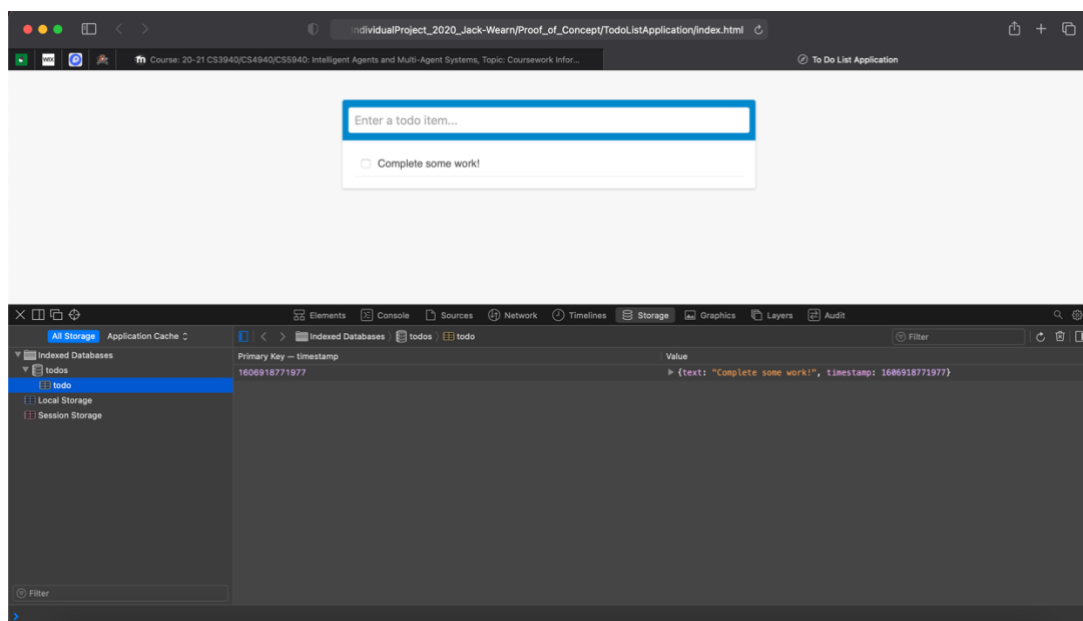 ndividualProject_2020_Jack-Wearn/Proof_of_Concept/TodoListApplication/index.html
WIX
Course: 20-21 CS3940/CS4940/CS5940: Intelligent Agents and Multi-Agent Systems, Topic: Coursework Infor...
To Do List Application
Enter a todo item...
Complete some work!
Elements Console Sources Network Timelines Storage Graphics Layers Audit
All Storage Application Cache
Indexed Databases todos todo
Filter
Indexed Databases
todos
todo
Local Storage
Session Storage
Primary Key — timestamp Value
1606918771977 {text: "Complete some work!", timestamp: 1606918771977}
Filter